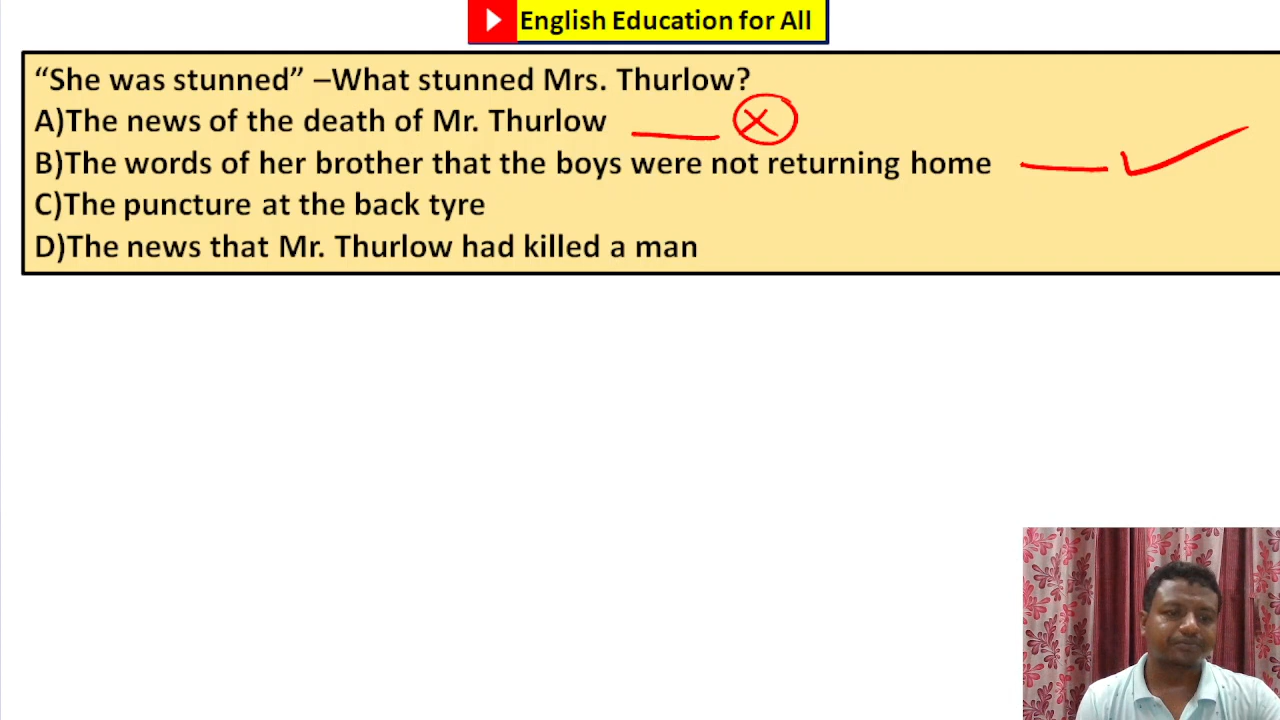 English Education for All
“She was stunned” –What stunned Mrs. Thurlow?
A)The news of the death of Mr. Thurlow
B)The words of her brother that the boys were not returning home
C)The puncture at the back tyre
D)The news that Mr. Thurlow had killed a man